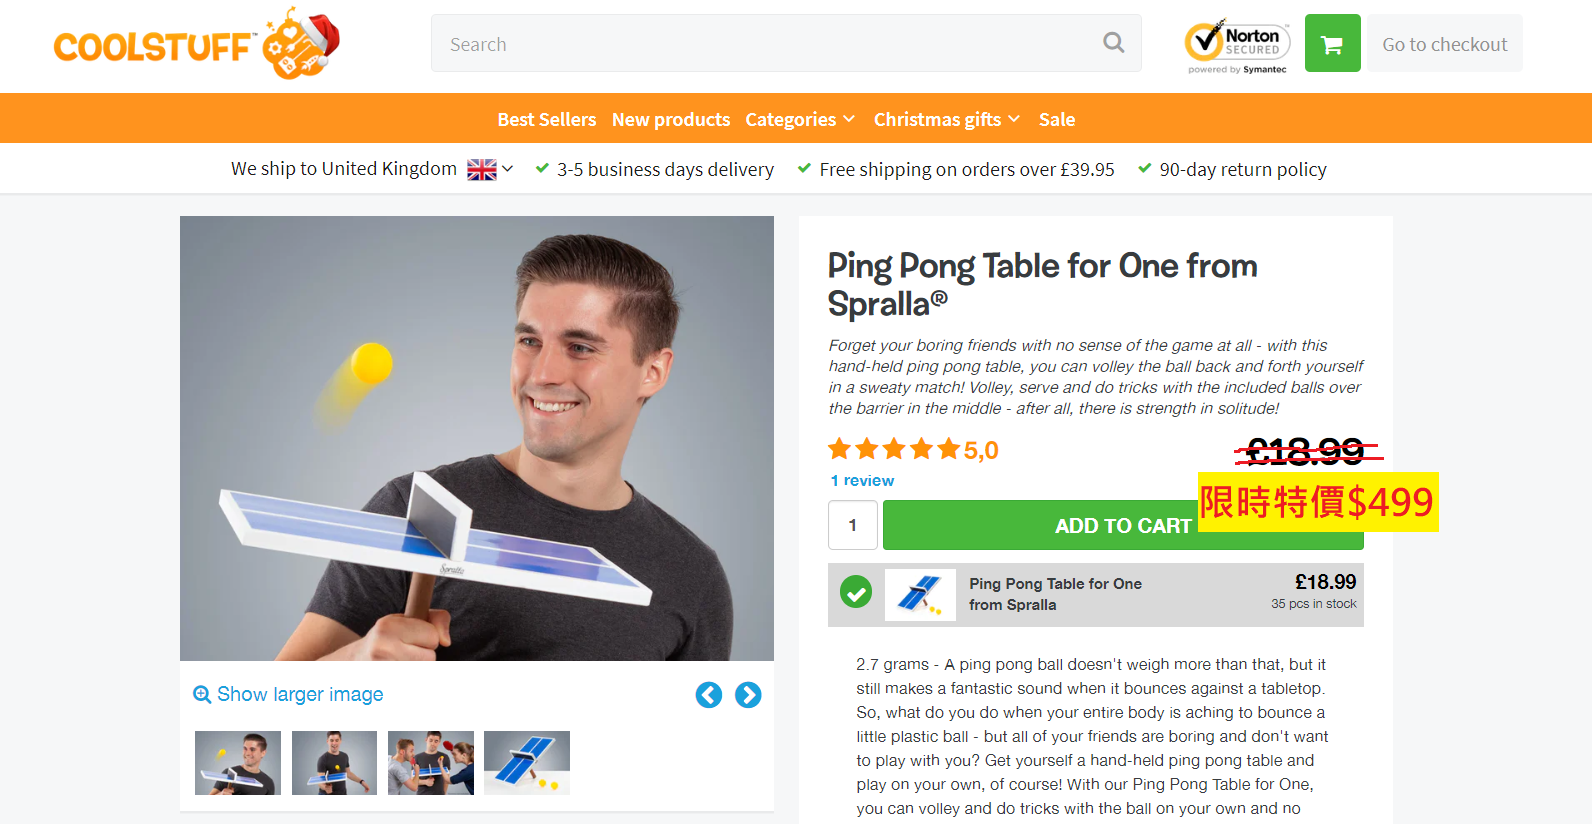 COOLSTUFF™
Search
Norton™
SECURED
powered by Symantec
Go to checkout
Best Sellers
New products
Categories
Christmas gifts
Sale
We ship to United Kingdom
3-5 business days delivery
Free shipping on orders over £39.95
90-day return policy
Spralla
Show larger image
Ping Pong Table for One from
Spralla®
Forget your boring friends with no sense of the game at all - with this
hand-held ping pong table, you can volley the ball back and forth yourself
in a sweaty match! Volley, serve and do tricks with the included balls over
the barrier in the middle - after all, there is strength in solitude!
5,0
£18.99
1 review
限時特價$499
1
ADD TO CART
Ping Pong Table for One
from Spralla
£18.99
35 pcs in stock
2.7 grams - A ping pong ball doesn't weigh more than that, but it
still makes a fantastic sound when it bounces against a tabletop.
So, what do you do when your entire body is aching to bounce a
little plastic ball - but all of your friends are boring and don't want
to play with you? Get yourself a hand-held ping pong table and
play on your own, of course! With our Ping Pong Table for One,
you can volley and do tricks with the ball on your own and no